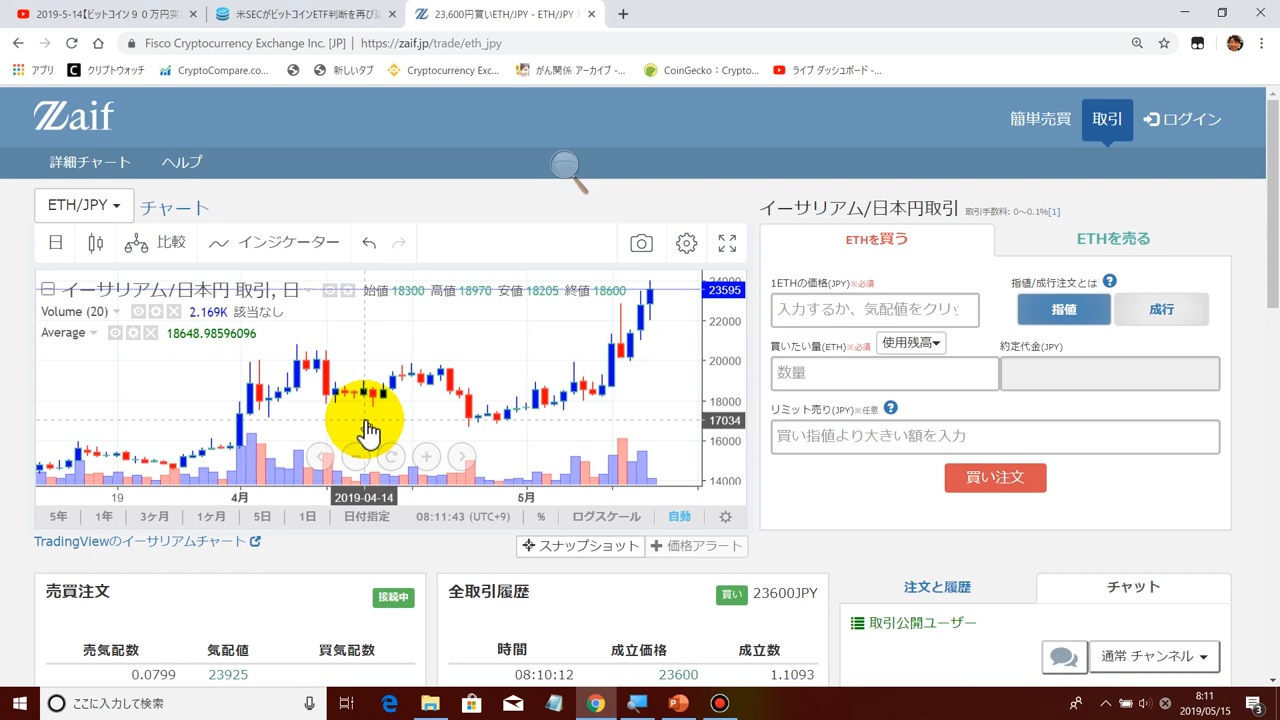 2019-5-14【ビットコイン９０万円突
米SECがビットコインETF判断を再び延
23,600円買いETH/JPY - ETH/JPY
Fisco Cryptocurrency Exchange Inc. [JP] | https://zaif.jp/trade/eth_jpy
アプリ クリプトウォッチ CryptoCompare.co... 新しいタブ Cryptocurrency Exc... がん関係 アーカイブ -... CoinGecko：Crypto... ライブ ダッシュボード -...
Zaif
簡単売買 取引 ログイン
詳細チャート ヘルプ
ETH/JPY チャート
日 比較 インジケーター
イーサリアム/日本円 取引, 日 始値 18300 高値 18970 安値 18205 終値 18600
Volume (20) 2.169K 該当なし
Average 18648.98596096
23595
22000
20000
18000
17034
16000
14000
19 4月 2019-04-14 5月
5年 1年 3ヶ月 1ヶ月 5日 1日 日付指定 08:11:43 (UTC+9) % ログスケール 自動
TradingViewのイーサリアムチャート
スナップショット 価格アラート
イーサリアム/日本円取引 取引手数料: 0～0.1%[1]
ETHを買う ETHを売る
1ETHの価格(JPY)※必須 指値/成行注文とは
入力するか、気配値をクリ 指値 成行
買いたい量(ETH)※必須 使用残高 約定代金(JPY)
数量
リミット売り(JPY)※任意
買い指値より大きい額を入力
買い注文
売買注文 接続中
売気配数 気配値 買気配数
0.0799 23925
全取引履歴 買い 23600JPY
時間 成立価格 成立数
08:10:12 23600 1.1093
注文と履歴 チャット
取引公開ユーザー
通常 チャンネル
ここに入力して検索
8:11
2019/05/15
3